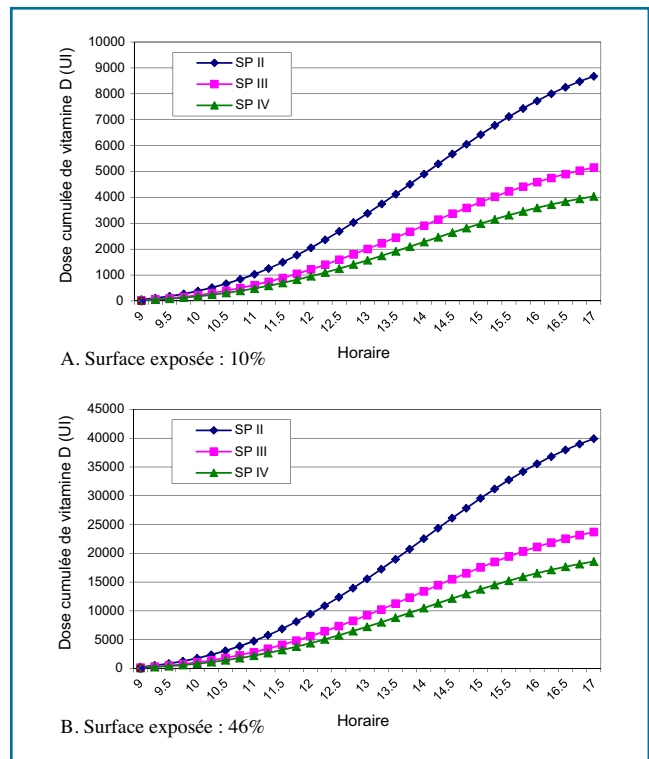 10000
9000
8000
7000
6000
5000
4000
3000
2000
1000
0
Dose cumulée de vitamine D (UI)
SP II
SP III
SP IV
9 9.5 10 10.5 11 11.5 12 12.5 13 13.5 14 14.5 15 15.5 16 16.5 17
Horaire
A. Surface exposée : 10%
45000
40000
35000
30000
25000
20000
15000
10000
5000
0
Dose cumulée de vitamine D (UI)
SP II
SP III
SP IV
9 9.5 10 10.5 11 11.5 12 12.5 13 13.5 14 14.5 15 15.5 16 16.5 17
Horaire
B. Surface exposée : 46%